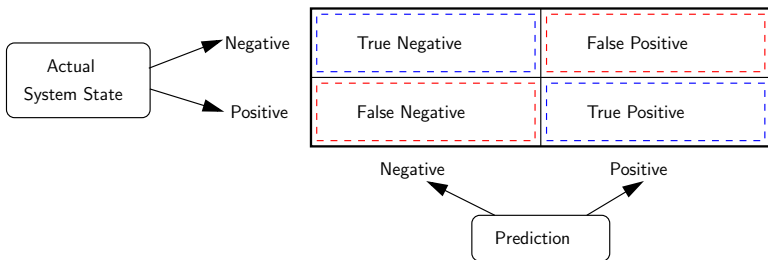 Negative
True Negative
False Positive
Actual
System State
Positive
False Negative
True Positive
Negative
Positive
Prediction